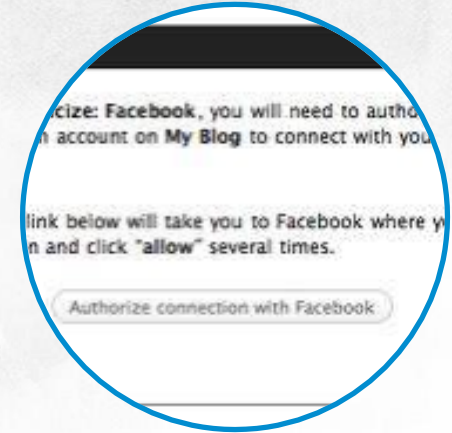 cize: Facebook, you will need to autho
account on My Blog to connect with you
link below will take you to Facebook where
n and click "allow" several times.
Authorize connection with Facebook